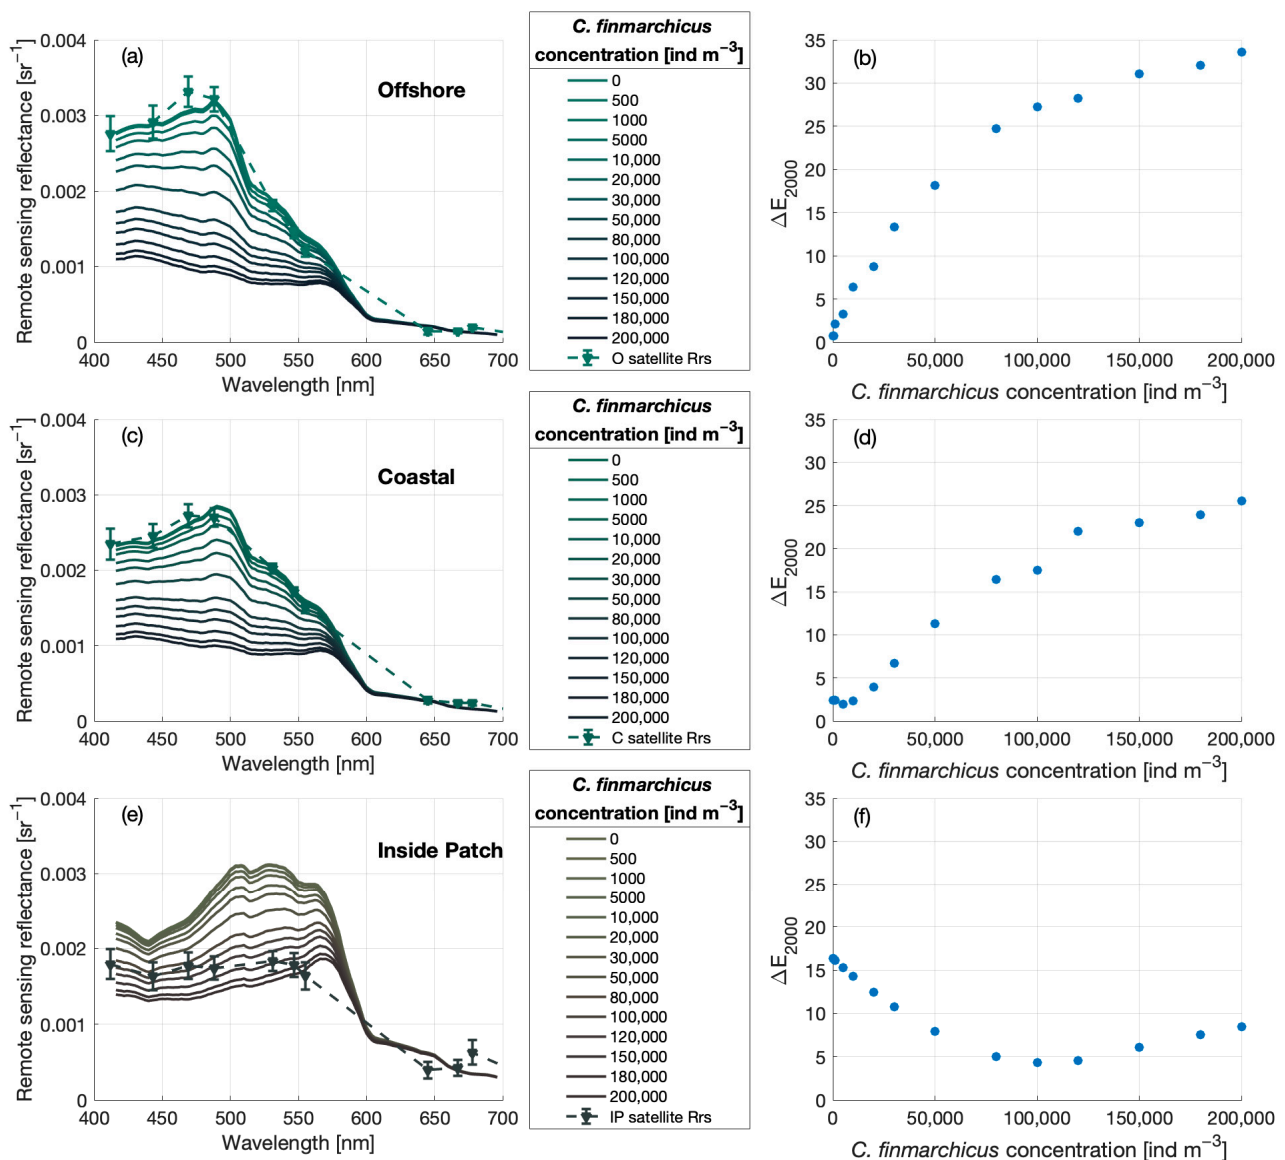 (a)
Offshore
Remote sensing reflectance [sr⁻¹]
0.004
0.003
0.002
0.001
0
400 450 500 550 600 650 700
Wavelength [nm]
C. finmarchicus
concentration [ind m⁻³]
0
500
1000
5000
10,000
20,000
30,000
50,000
80,000
100,000
120,000
150,000
180,000
200,000
O satellite Rrs
(b)
ΔE2000
35
30
25
20
15
10
5
0
0 50,000 100,000 150,000 200,000
C. finmarchicus concentration [ind m⁻³]
(c)
Coastal
Remote sensing reflectance [sr⁻¹]
0.004
0.003
0.002
0.001
0
400 450 500 550 600 650 700
Wavelength [nm]
C. finmarchicus
concentration [ind m⁻³]
0
500
1000
5000
10,000
20,000
30,000
50,000
80,000
100,000
120,000
150,000
180,000
200,000
C satellite Rrs
(d)
ΔE2000
35
30
25
20
15
10
5
0
0 50,000 100,000 150,000 200,000
C. finmarchicus concentration [ind m⁻³]
(e)
Inside Patch
Remote sensing reflectance [sr⁻¹]
0.004
0.003
0.002
0.001
0
400 450 500 550 600 650 700
Wavelength [nm]
C. finmarchicus
concentration [ind m⁻³]
0
500
1000
5000
10,000
20,000
30,000
50,000
80,000
100,000
120,000
150,000
180,000
200,000
IP satellite Rrs
(f)
ΔE2000
35
30
25
20
15
10
5
0
0 50,000 100,000 150,000 200,000
C. finmarchicus concentration [ind m⁻³]